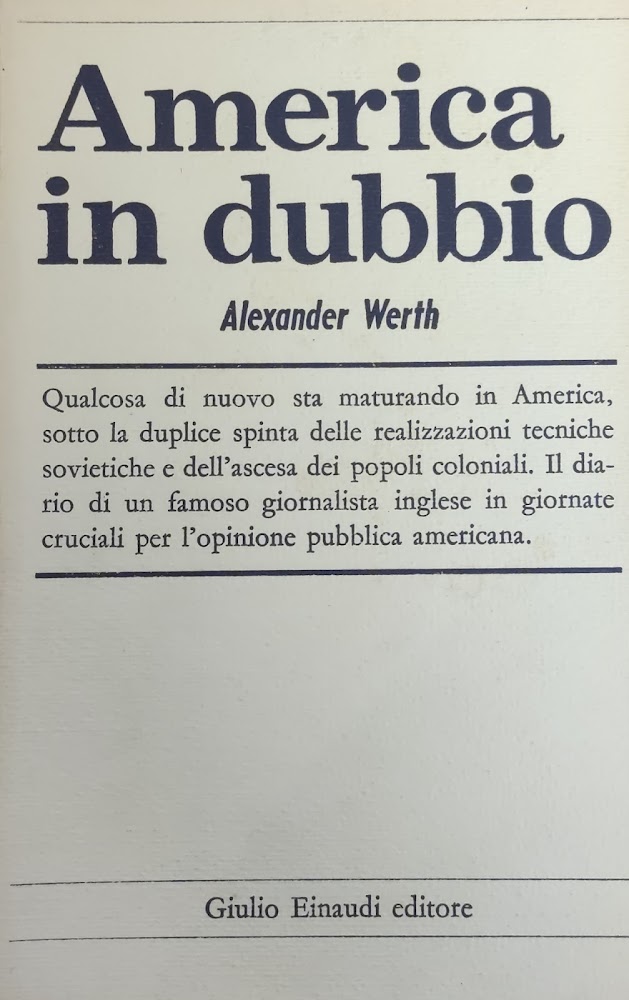 America
in dubbio
Alexander Werth
Qualcosa di nuovo sta maturando in America,
sotto la duplice spinta delle realizzazioni tecniche
sovietiche e dell'ascesa dei popoli coloniali. Il dia-
rio di un famoso giornalista inglese in giornate
cruciali per l'opinione pubblica americana.
Giulio Einaudi editore